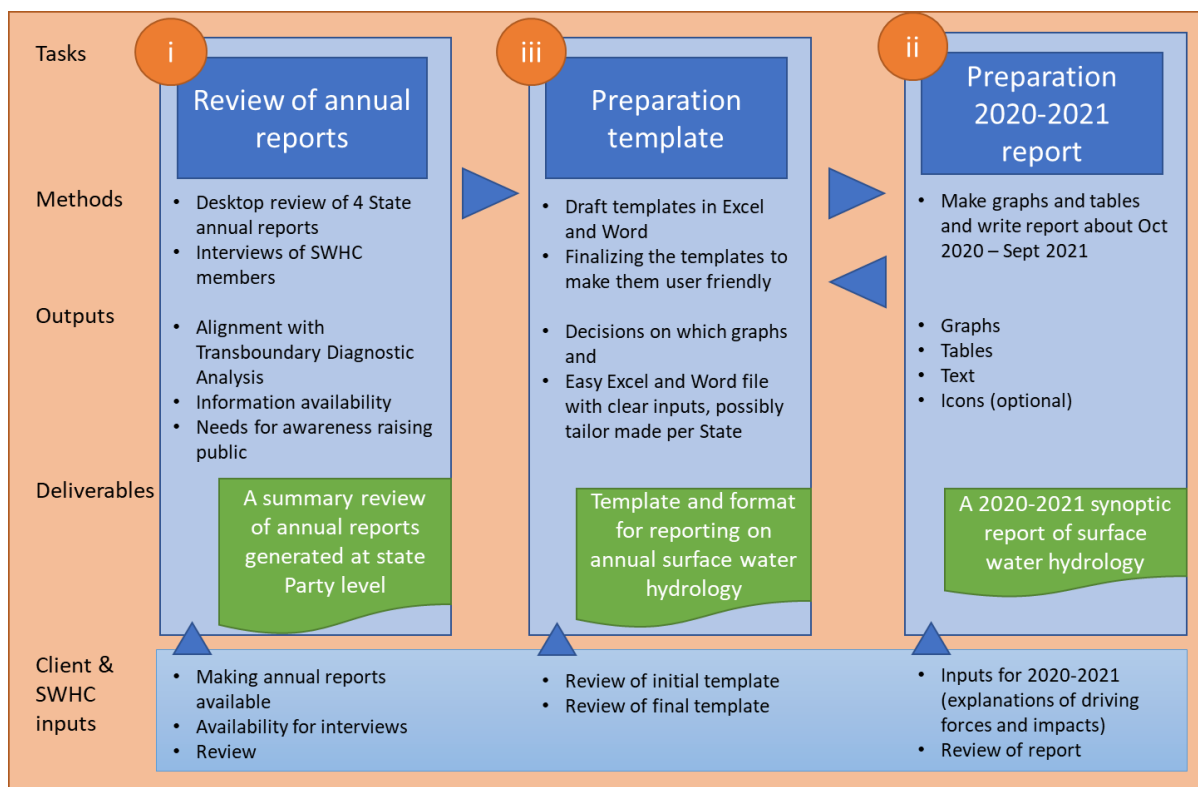 Tasks
i
Review of annual
reports
iii
Preparation
template
ii
Preparation
2020-2021
report
Methods
• Desktop review of 4 State
annual reports
• Interviews of SWHC
members
• Draft templates in Excel
and Word
• Finalizing the templates to
make them user friendly
• Make graphs and tables
and write report about Oct
2020 – Sept 2021
Outputs
• Alignment with
Transboundary Diagnostic
Analysis
• Information availability
• Needs for awareness raising
public
• Decisions on which graphs
and
• Easy Excel and Word file
with clear inputs, possibly
tailor made per State
• Graphs
• Tables
• Text
• Icons (optional)
Deliverables
A summary review
of annual reports
generated at state
Party level
Template and format
for reporting on
annual surface water
hydrology
A 2020-2021 synoptic
report of surface
water hydrology
Client &
SWHC
inputs
• Making annual reports
available
• Availability for interviews
• Review
• Review of initial template
• Review of final template
• Inputs for 2020-2021
(explanations of driving
forces and impacts)
• Review of report